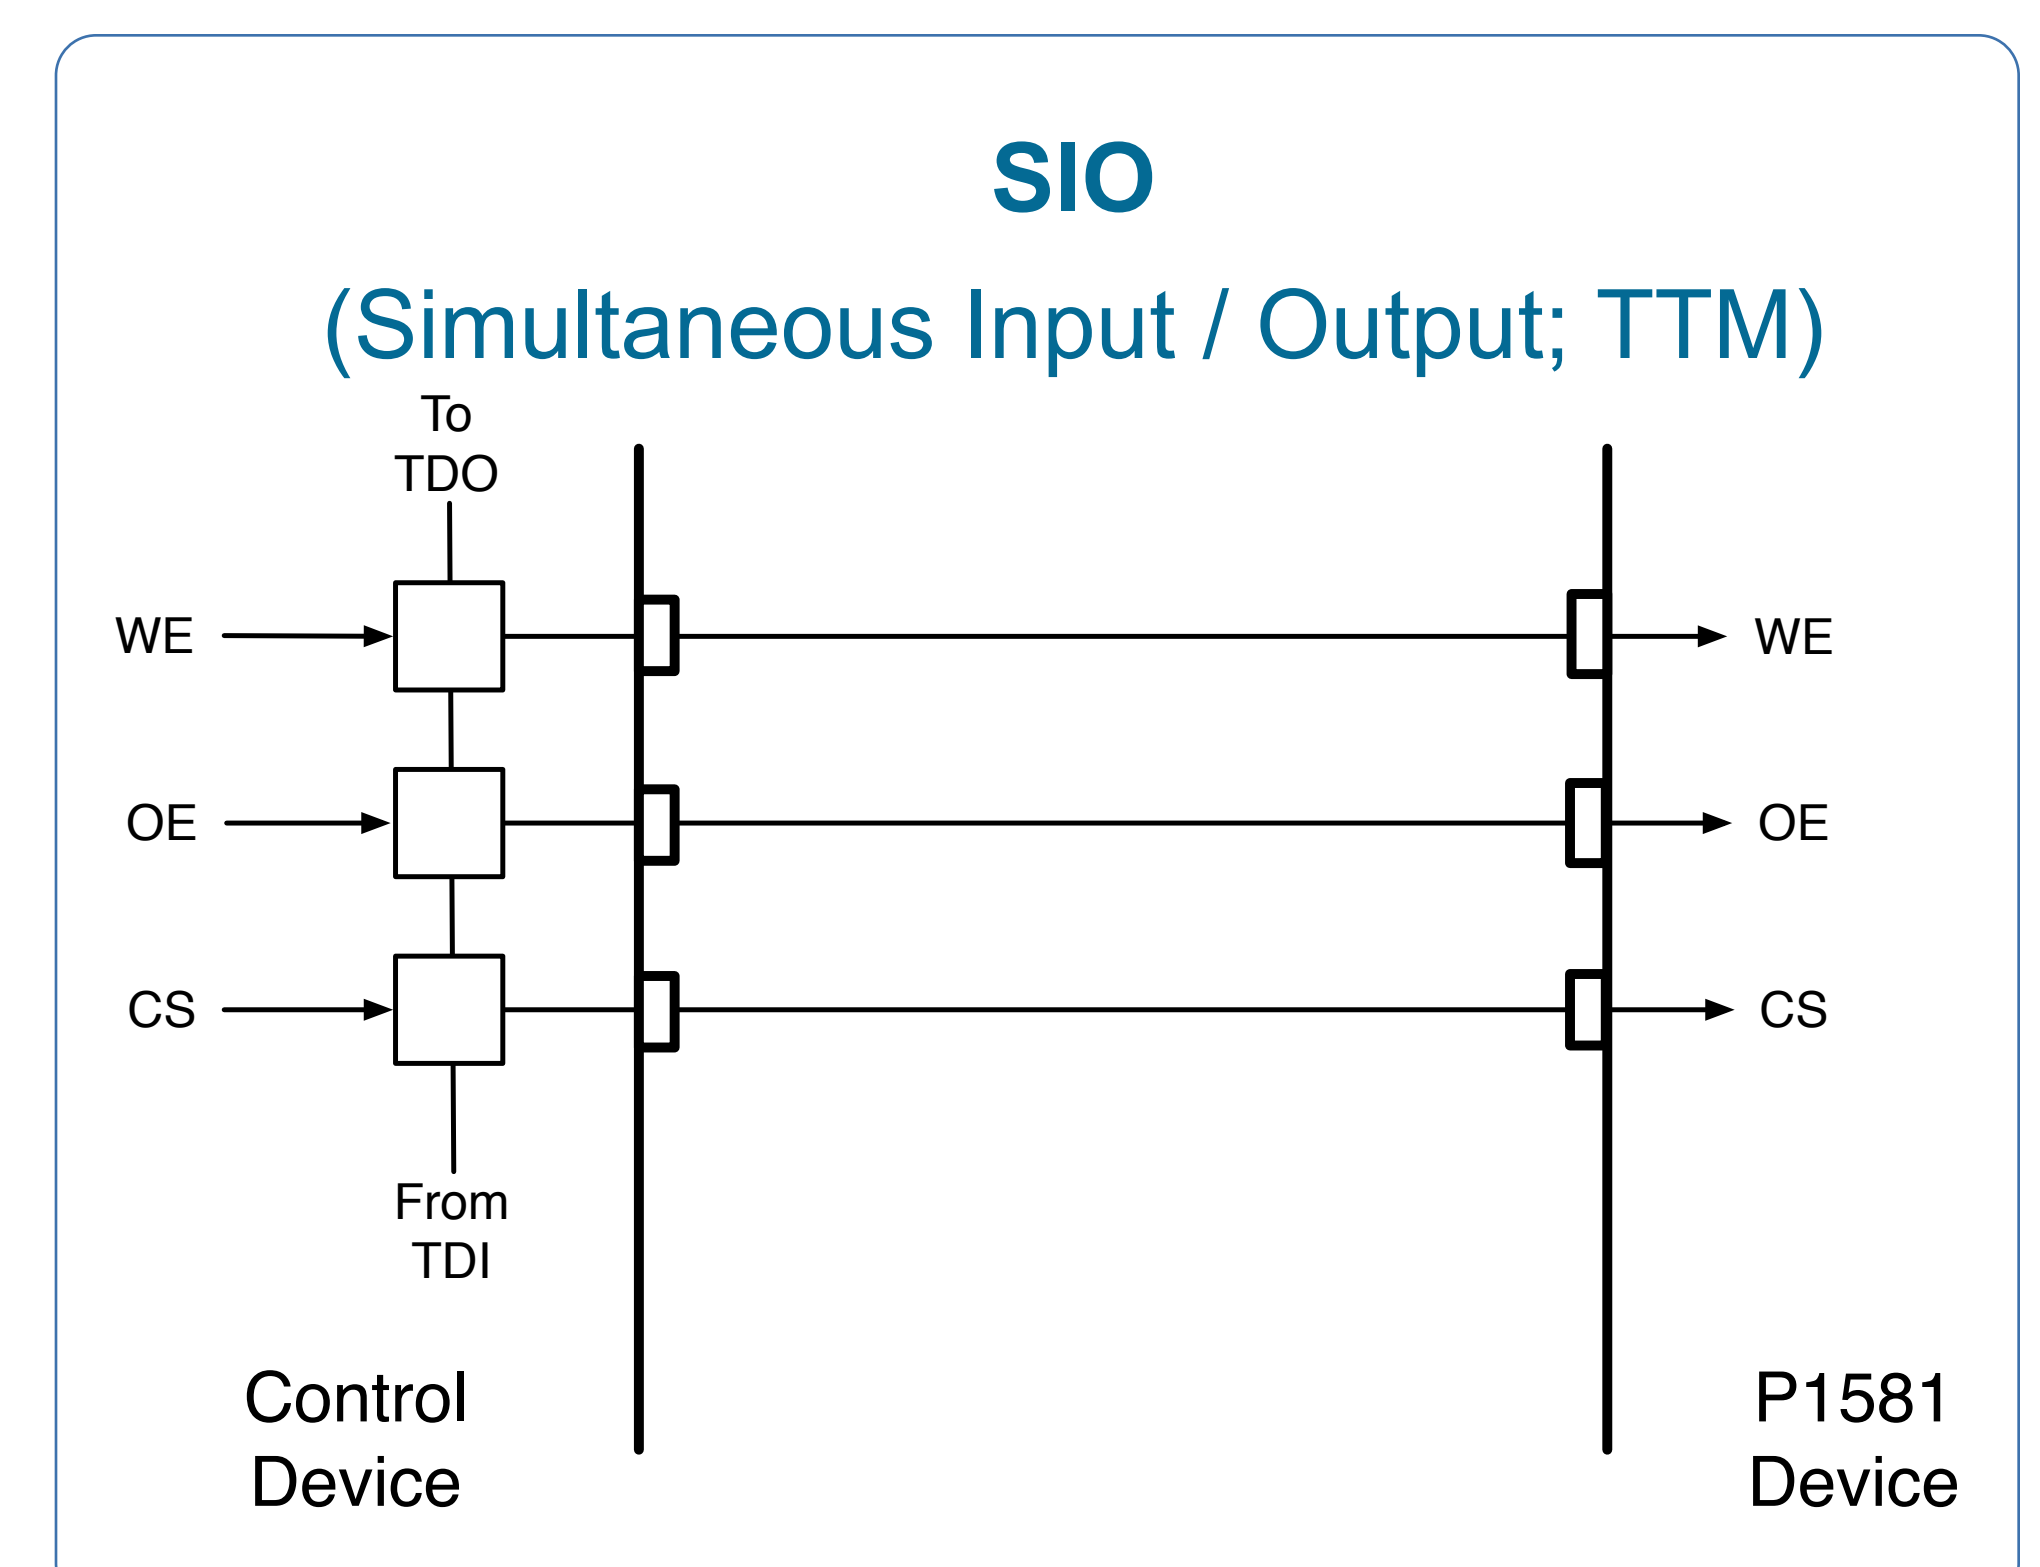 SIO
(Simultaneous Input / Output; TTM)
To
TDO
WE
WE
OE
OE
CS
CS
From
TDI
Control
Device
P1581
Device